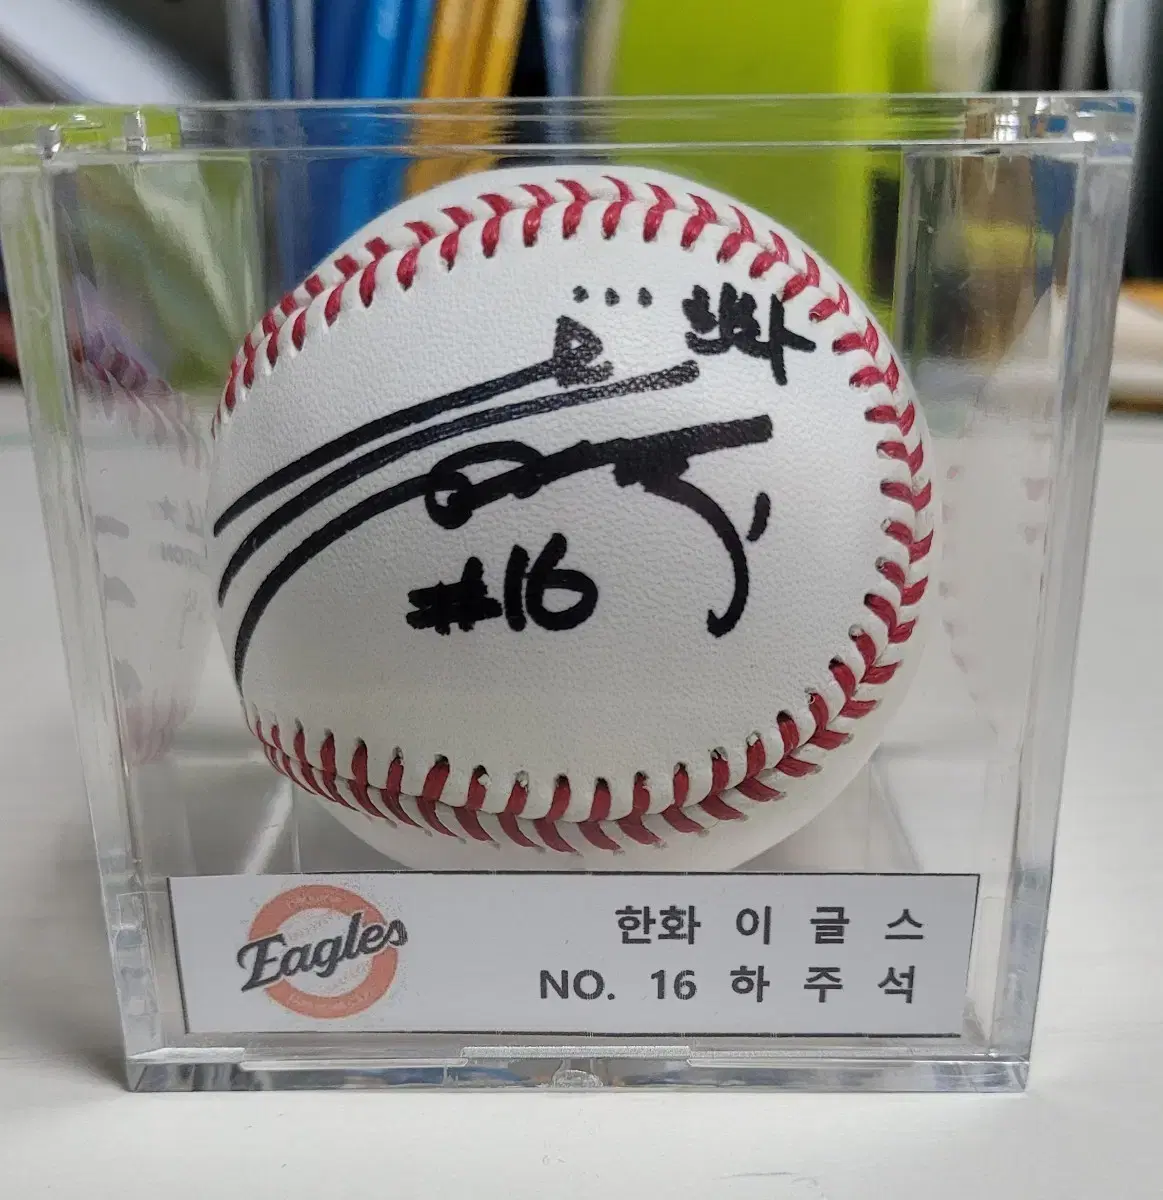 #16
Eagles
한화 이 글 스
NO. 16 하 주 석